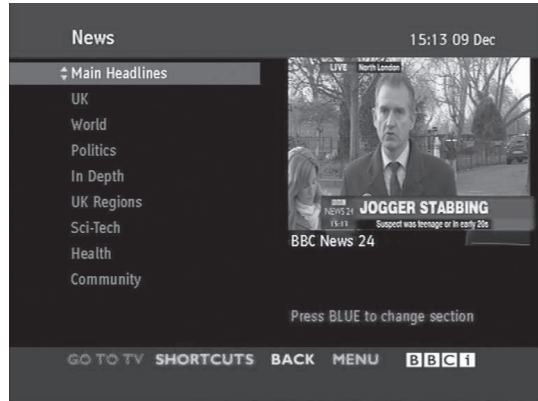 News 15:13 09 Dec
Main Headlines
UK
World
Politics
In Depth
UK Regions
Sci-Tech
Health
Community
LIVE North London
BBC
NEWS 24 JOGGER STABBING
15:13 Suspect was teenage or in early 20s
BBC News 24
Press BLUE to change section
GO TO TV SHORTCUTS BACK MENU BBCi